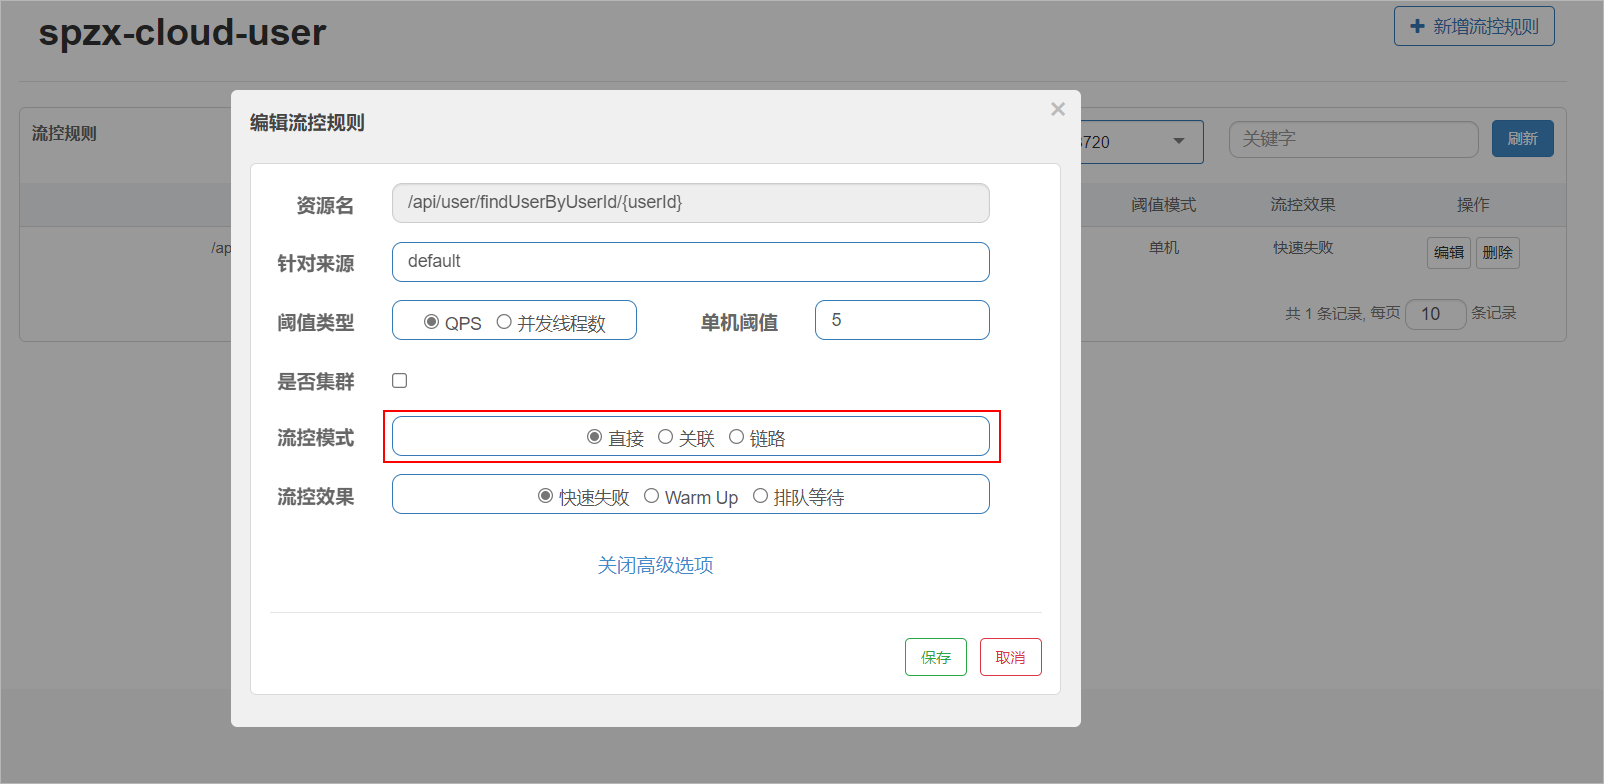 spzx-cloud-user
新增流控规则
流控规则
8720
关键字
刷新
阈值模式 流控效果 操作
/ap
单机 快速失败 编辑 删除
共 1 条记录, 每页 10 条记录
编辑流控规则
×
资源名 /api/user/findUserByUserId/{userId}
针对来源 default
阈值类型 QPS 并发线程数 单机阈值 5
是否集群
流控模式 直接 关联 链路
流控效果 快速失败 Warm Up 排队等待
关闭高级选项
保存 取消